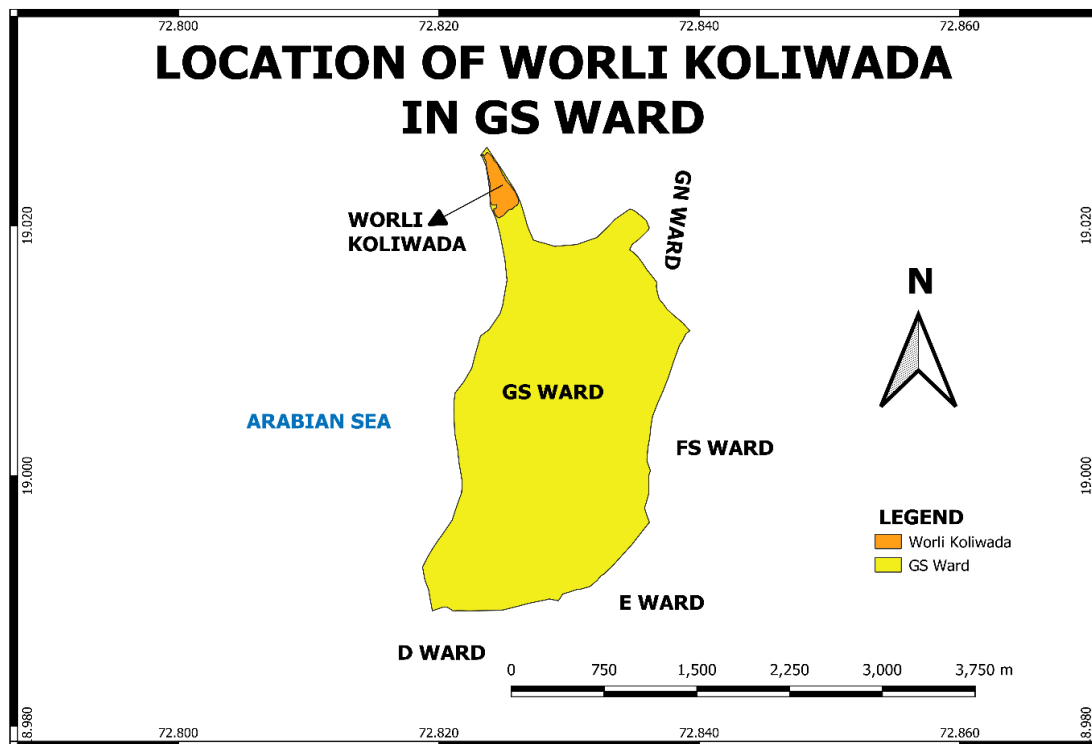 72.800
72.820
72.840
72.860
LOCATION OF WORLI KOLIWADA
IN GS WARD
GN WARD
WORLI
KOLIWADA
19.020
19.020
N
GS WARD
ARABIAN SEA
FS WARD
19.000
19.000
LEGEND
Worli Koliwada
GS Ward
E WARD
D WARD
0 750 1,500 2,250 3,000 3,750 m
8.980
8.980
72.800
72.820
72.840
72.860